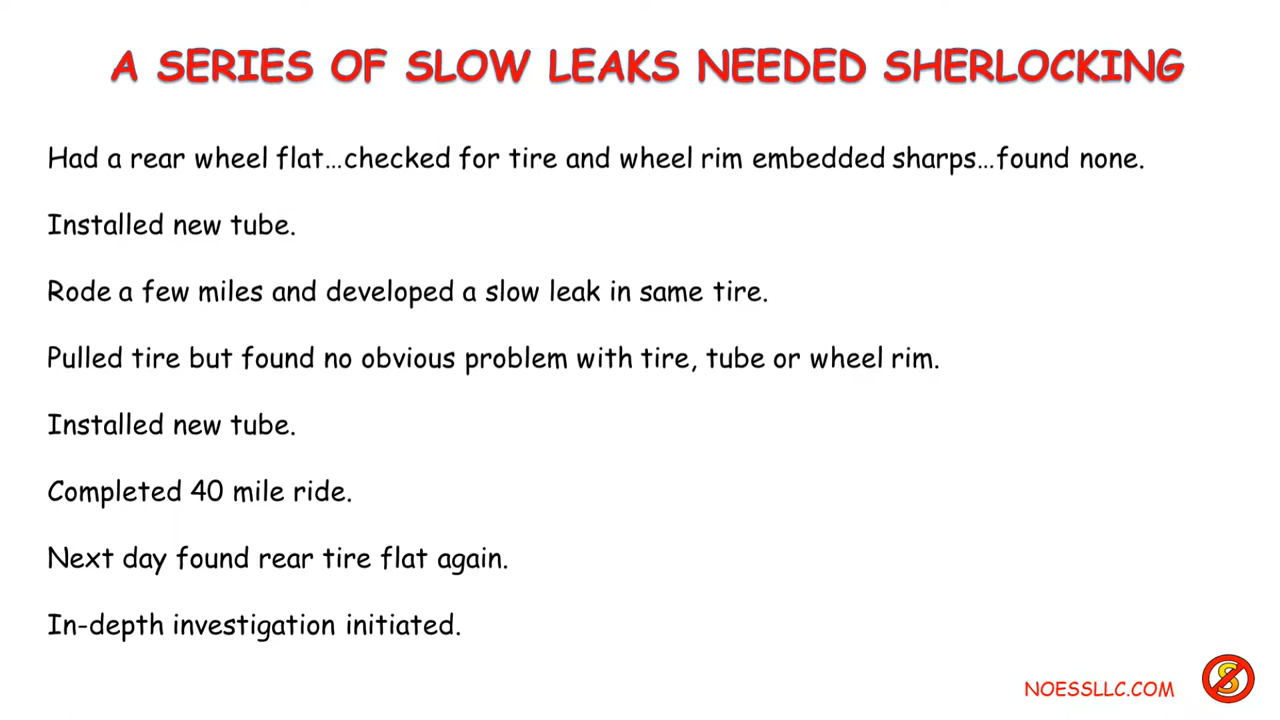 A SERIES OF SLOW LEAKS NEEDED SHERLOCKING
Had a rear wheel flat…checked for tire and wheel rim embedded sharps…found none.
Installed new tube.
Rode a few miles and developed a slow leak in same tire.
Pulled tire but found no obvious problem with tire, tube or wheel rim.
Installed new tube.
Completed 40 mile ride.
Next day found rear tire flat again.
In-depth investigation initiated.
NOESSLLC.COM
S